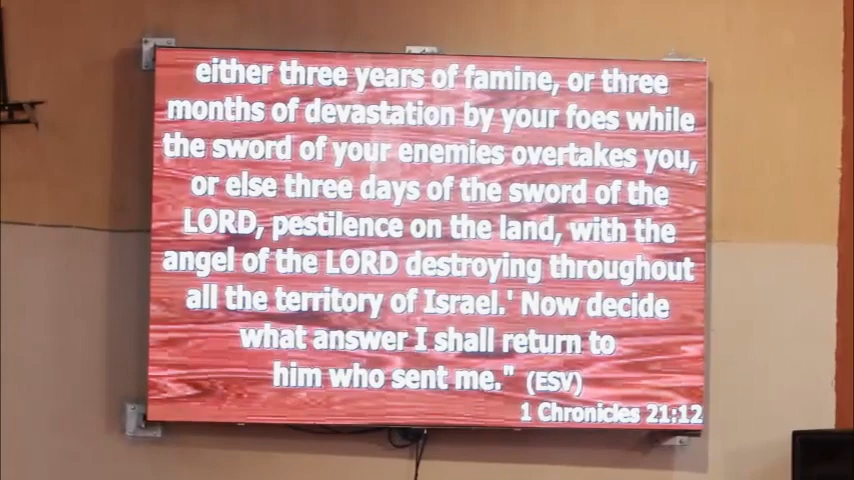 either three years of famine, or three
months of devastation by your foes while
the sword of your enemies overtakes you,
or else three days of the sword of the
LORD, pestilence on the land, with the
angel of the LORD destroying throughout
all the territory of Israel.' Now decide
what answer I shall return to
him who sent me." (ESV)
1 Chronicles 21:12